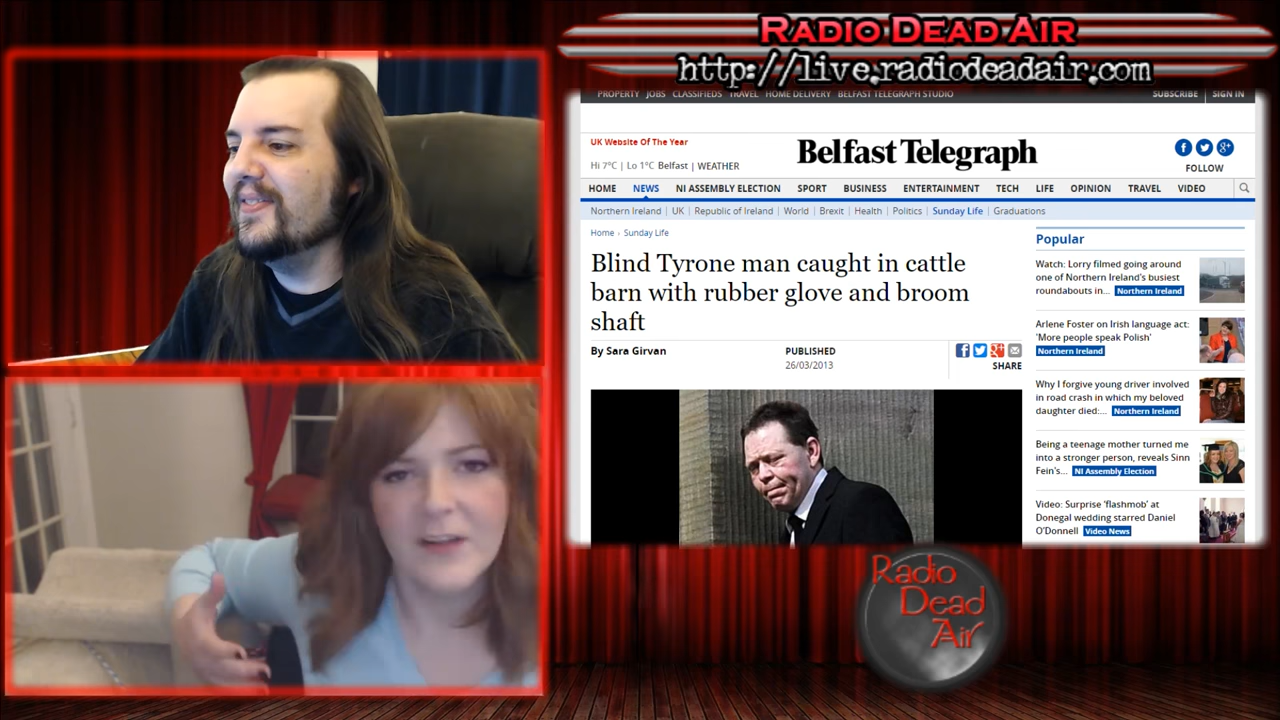 RADIO DEAD AIR
http://live.radiodeadair.com
PROPERTY JOBS CLASSIFIEDS TRAVEL HOME DELIVERY BELFAST TELEGRAPH STUDIO
SUBSCRIBE | SIGN IN
UK Website Of The Year
Hi 7°C | Lo 1°C Belfast | WEATHER
Belfast Telegraph
FOLLOW
HOME NEWS NI ASSEMBLY ELECTION SPORT BUSINESS ENTERTAINMENT TECH LIFE OPINION TRAVEL VIDEO
Northern Ireland | UK | Republic of Ireland | World | Brexit | Health | Politics | Sunday Life | Graduations
Home › Sunday Life
Blind Tyrone man caught in cattle
barn with rubber glove and broom
shaft
By Sara Girvan
PUBLISHED
26/03/2013
SHARE
Popular
Watch: Lorry filmed going around
one of Northern Ireland's busiest
roundabouts in... Northern Ireland
Arlene Foster on Irish language act:
'More people speak Polish'
Northern Ireland
Why I forgive young driver involved
in road crash in which my beloved
daughter died:... Northern Ireland
Being a teenage mother turned me
into a stronger person, reveals Sinn
Fein's... NI Assembly Election
Video: Surprise 'flashmob' at
Donegal wedding starred Daniel
O'Donnell Video News
Radio
Dead
Air